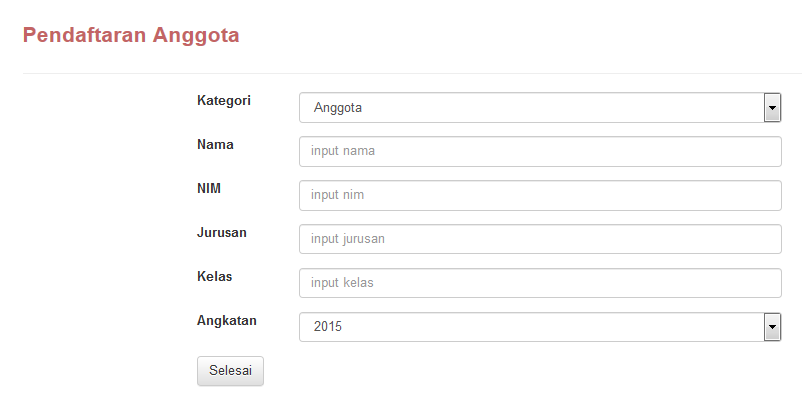 Pendaftaran Anggota
Kategori Anggota
Nama input nama
NIM input nim
Jurusan input jurusan
Kelas input kelas
Angkatan 2015
Selesai